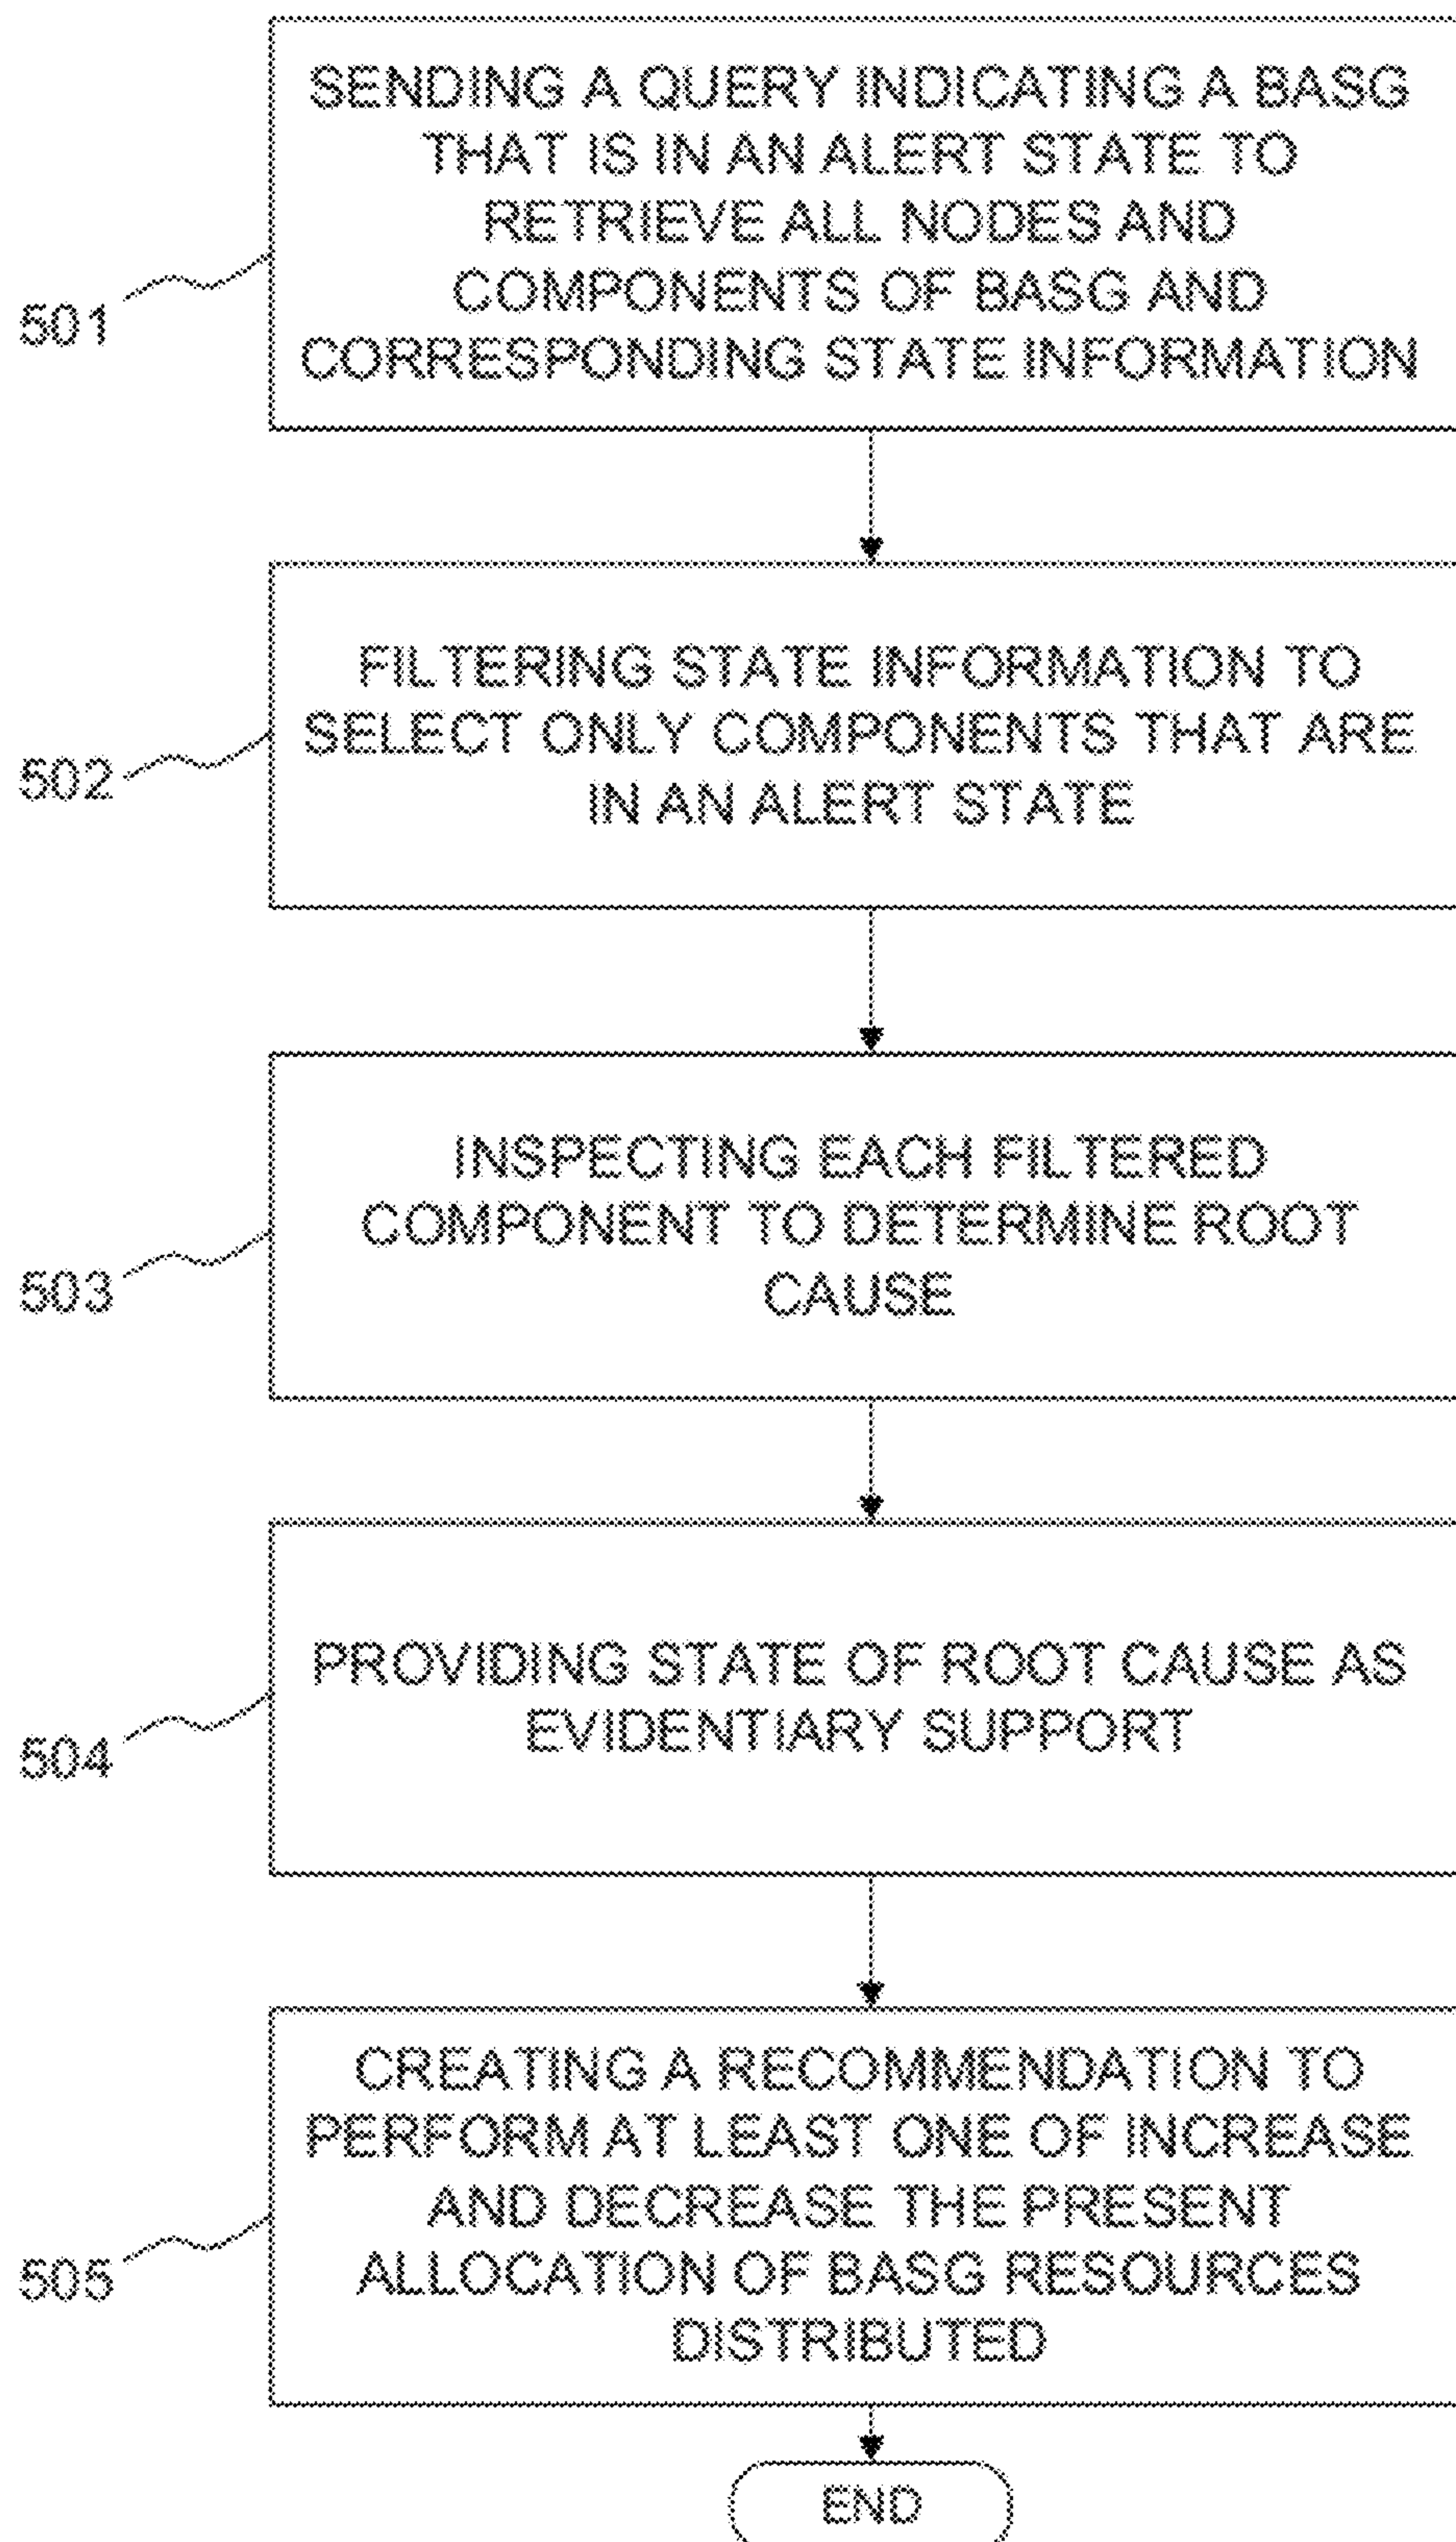 SENDING A QUERY INDICATING A BASG
THAT IS IN AN ALERT STATE TO
RETRIEVE ALL NODES AND
COMPONENTS OF BASG AND
CORRESPONDING STATE INFORMATION
501
FILTERING STATE INFORMATION TO
SELECT ONLY COMPONENTS THAT ARE
IN AN ALERT STATE
502
INSPECTING EACH FILTERED
COMPONENT TO DETERMINE ROOT
CAUSE
503
PROVIDING STATE OF ROOT CAUSE AS
EVIDENTIARY SUPPORT
504
CREATING A RECOMMENDATION TO
PERFORM AT LEAST ONE OF INCREASE
AND DECREASE THE PRESENT
ALLOCATION OF BASG RESOURCES
DISTRIBUTED
505
END